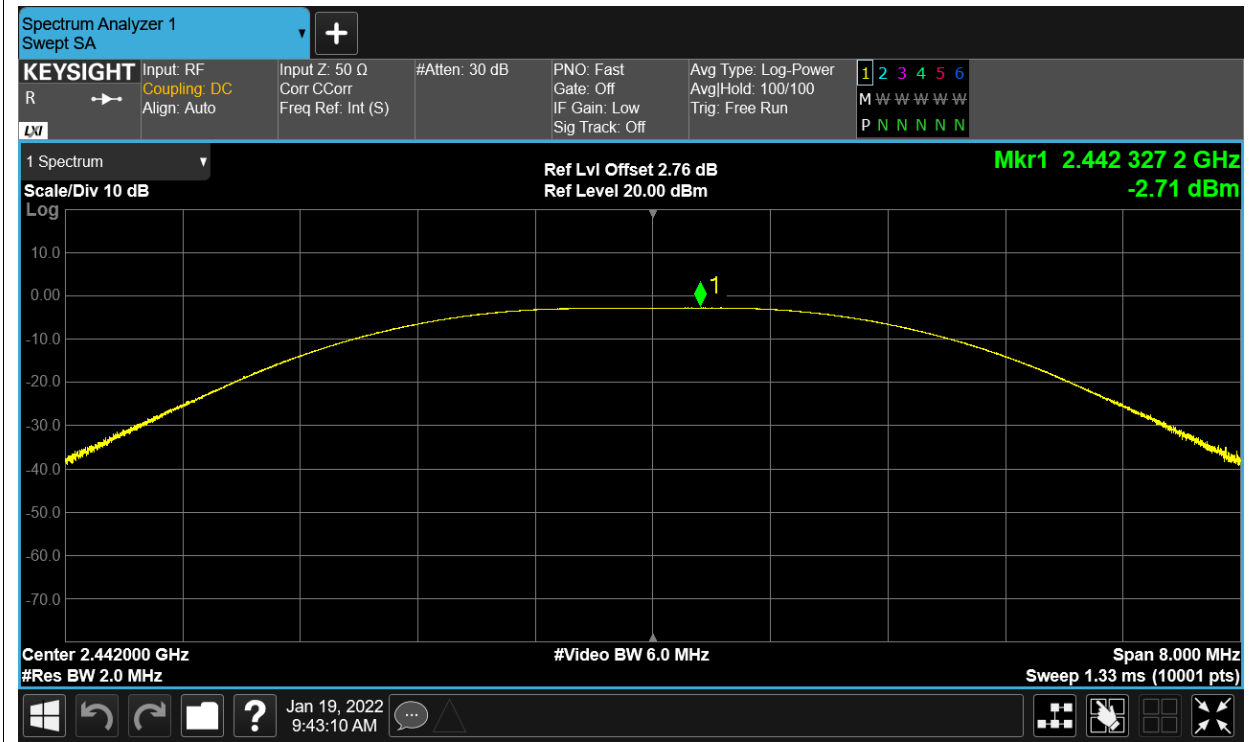 Spectrum Analyzer 1
Swept SA
KEYSIGHT
R
LXI
Input: RF
Coupling: DC
Align: Auto
Input Z: 50 Ω
Corr CCorr
Freq Ref: Int (S)
#Atten: 30 dB
PNO: Fast
Gate: Off
IF Gain: Low
Sig Track: Off
Avg Type: Log-Power
Avg|Hold: 100/100
Trig: Free Run
1 2 3 4 5 6
M W W W W W
P N N N N N
1 Spectrum
Scale/Div 10 dB
Log
Ref Lvl Offset 2.76 dB
Ref Level 20.00 dBm
Mkr1 2.442 327 2 GHz
-2.71 dBm
10.0
0.00
-10.0
-20.0
-30.0
-40.0
-50.0
-60.0
-70.0
1
Center 2.442000 GHz
#Res BW 2.0 MHz
#Video BW 6.0 MHz
Span 8.000 MHz
Sweep 1.33 ms (10001 pts)
?
Jan 19, 2022
9:43:10 AM